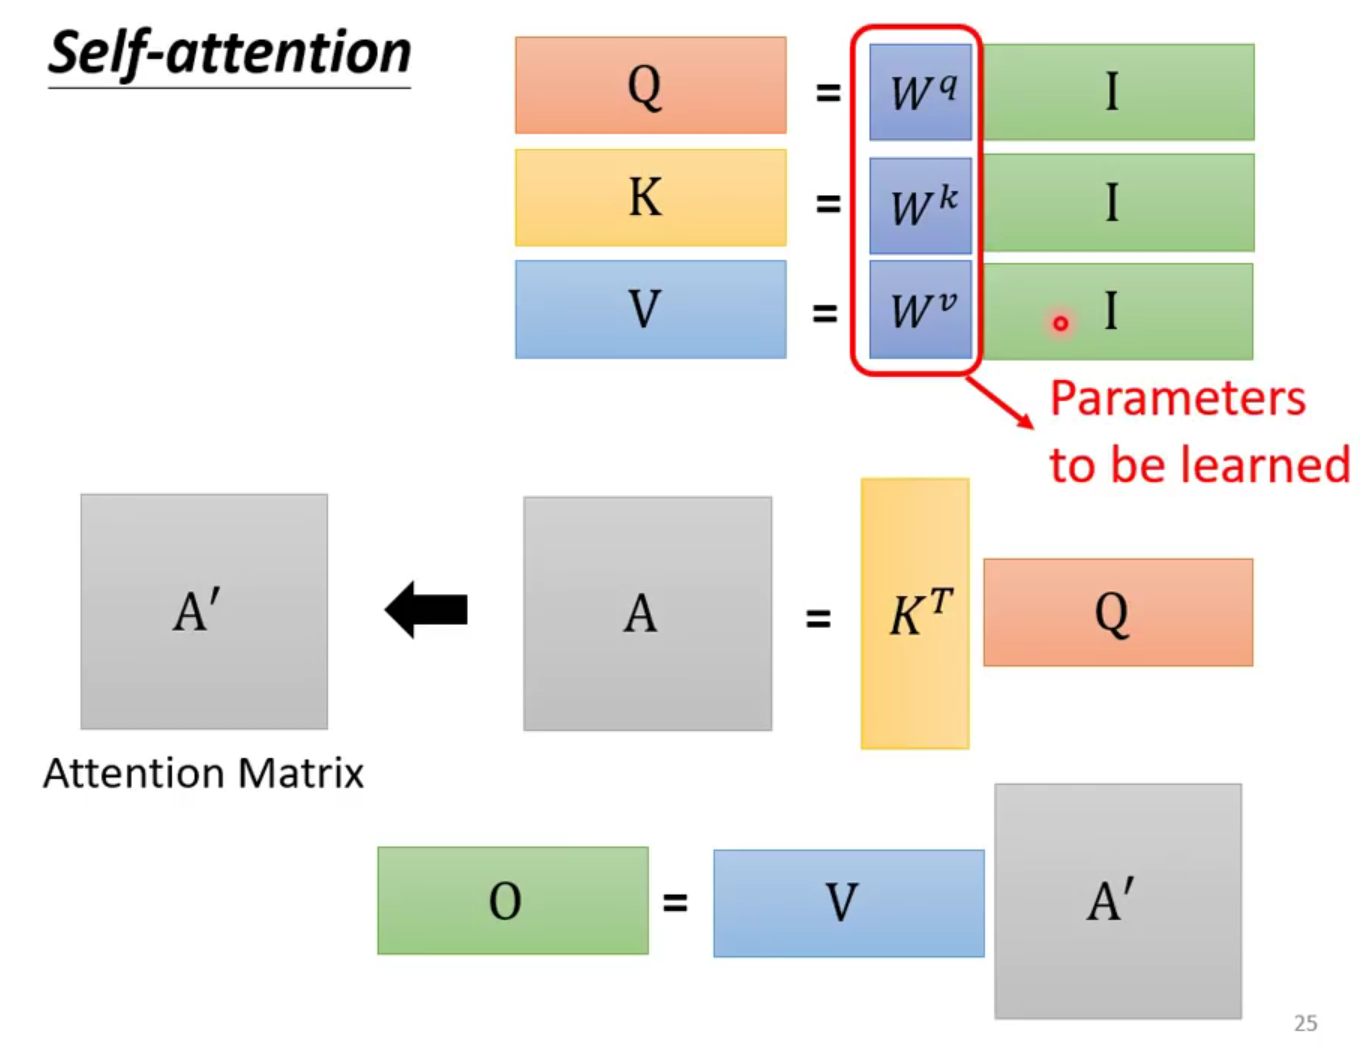 Self-attention
Q = W^q I
K = W^k I
V = W^v I
Parameters
to be learned
A′ A = K^T Q
Attention Matrix
O = V A′
25